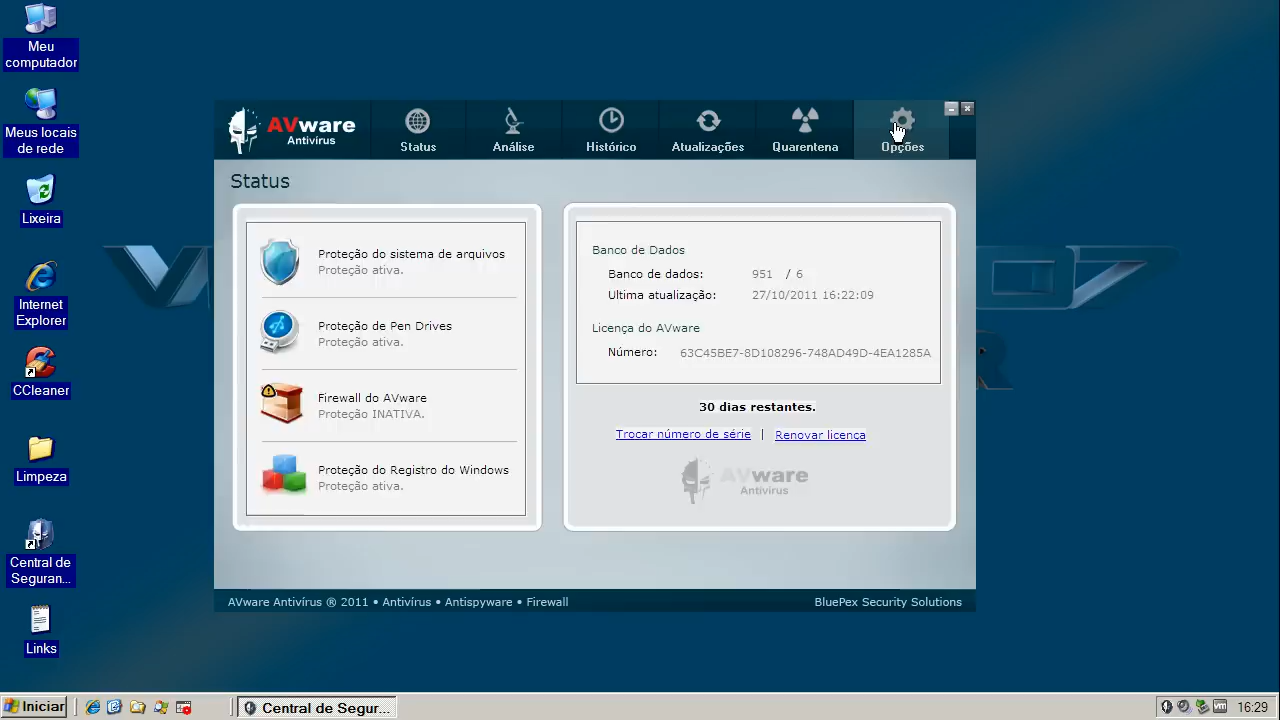 Meu
computador
Meus locais
de rede
Lixeira
Internet
Explorer
CCleaner
Limpeza
Central de
Seguran...
Links
AVware
Antivírus
Status
Análise
Histórico
Atualizações
Quarentena
Opções
Status
Proteção do sistema de arquivos
Proteção ativa.
Proteção de Pen Drives
Proteção ativa.
Firewall do AVware
Proteção INATIVA.
Proteção do Registro do Windows
Proteção ativa.
Banco de Dados
Banco de dados: 951 / 6
Ultima atualização: 27/10/2011 16:22:09
Licença do AVware
Número: 63C45BE7-8D108296-748AD49D-4EA1285A
30 dias restantes.
Trocar número de série | Renovar licença
AVware
Antivírus
AVware Antivírus ® 2011 • Antivírus • Antispyware • Firewall
BluePex Security Solutions
Iniciar
Central de Segur...
16:29